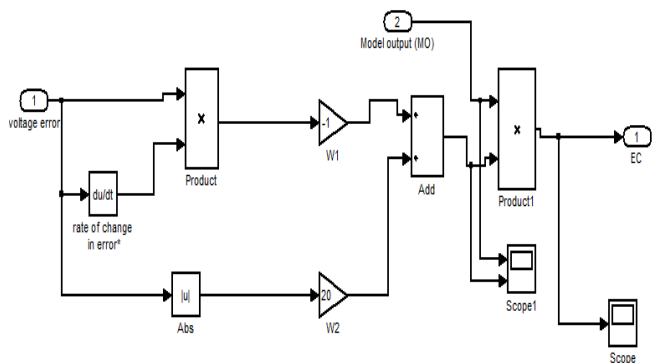 2
Model output (MO)
1
voltage error
×
Product
-1
W1
+
+
Add
×
Product1
1
EC
du/dt
rate of change
in error*
|u|
Abs
20
W2
Scope1
Scope